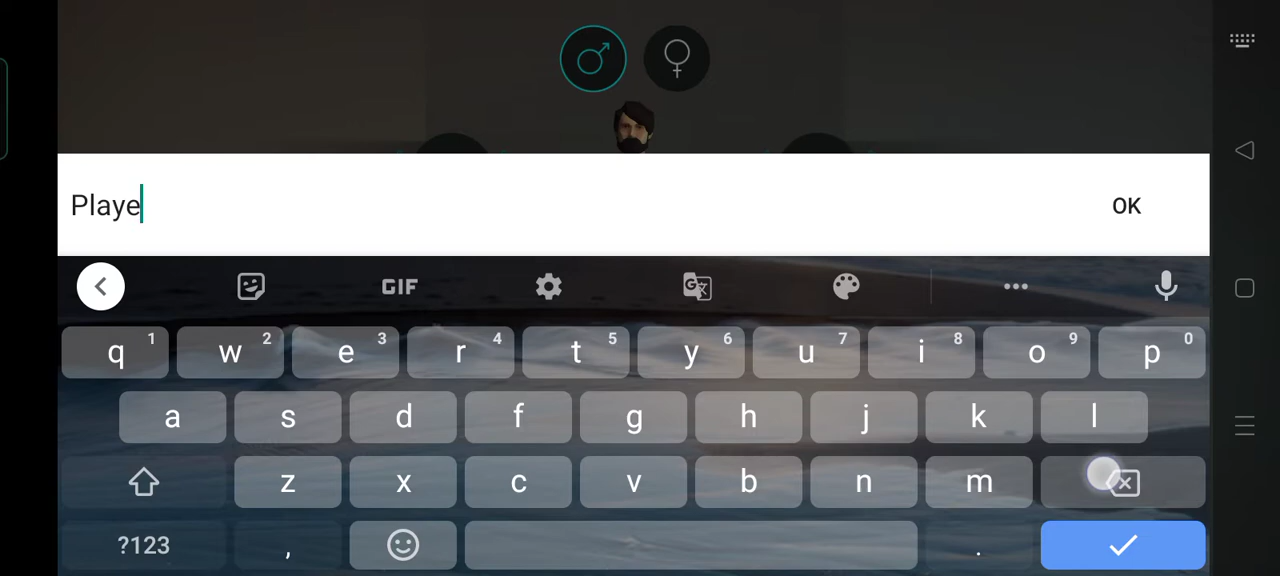 Playe
OK
GIF
q 1 w 2 e 3 r 4 t 5 y 6 u 7 i 8 o 9 p 0
a s d f g h j k l
z x c v b n m
?123 , .